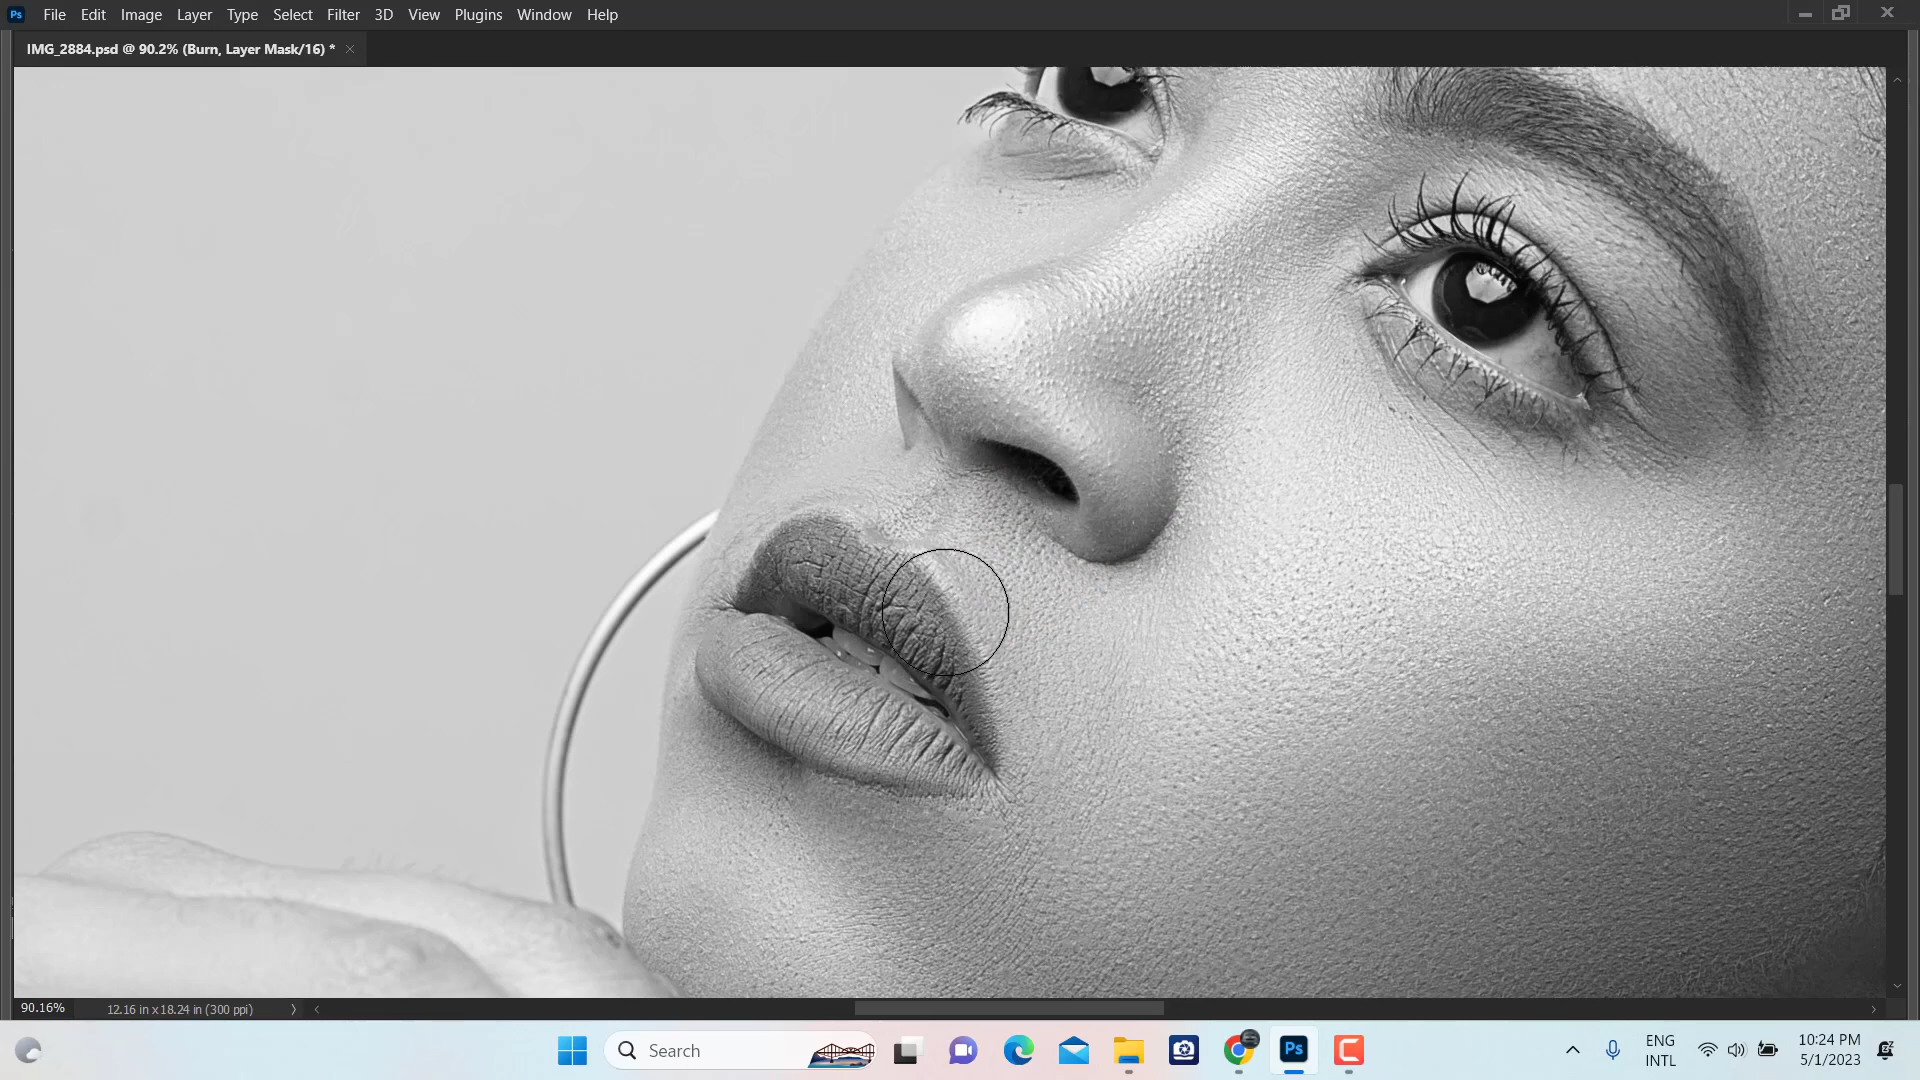 Ps File Edit Image Layer Type Select Filter 3D View Plugins Window Help
IMG_2884.psd @ 90.2% (Burn, Layer Mask/16) *
90.16% 12.16 in x 18.24 in (300 ppi)
Search
Ps
ENG
INTL
10:24 PM
5/1/2023